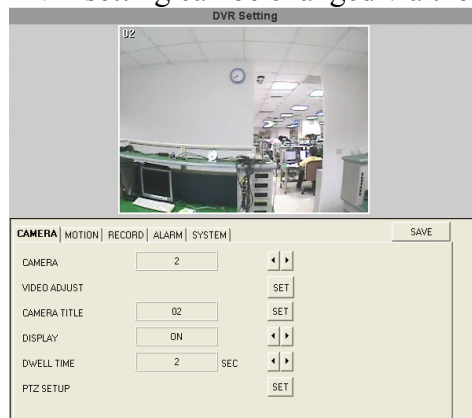 DVR Setting
02
CAMERA MOTION RECORD ALARM SYSTEM SAVE
CAMERA 2
VIDEO ADJUST SET
CAMERA TITLE 02 SET
DISPLAY ON
DWELL TIME 2 SEC
PTZ SETUP SET